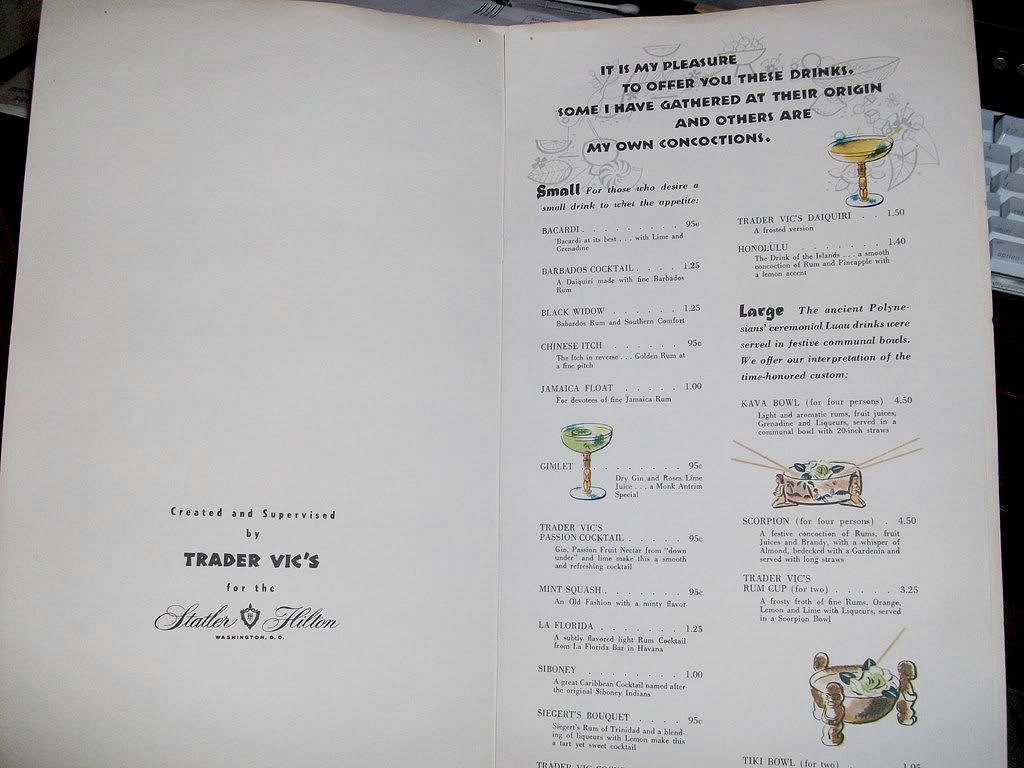 Created and Supervised
by
TRADER VIC'S
for the
Statler Hilton
WASHINGTON, D.C.
IT IS MY PLEASURE
TO OFFER YOU THESE DRINKS.
SOME I HAVE GATHERED AT THEIR ORIGIN
AND OTHERS ARE
MY OWN CONCOCTIONS.
Small For those who desire a
small drink to whet the appetite:
BACARDI . . . . . . . . . 95c
Bacardi at its best . . . with Lime and
Grenadine
BARBADOS COCKTAIL . . . . 1.25
A Daiquiri made with fine Barbados
Rum
BLACK WIDOW . . . . . . 1.25
Babardos Rum and Southern Comfort
CHINESE ITCH . . . . . . 95c
The Itch in reverse . . . Golden Rum at
a fine pitch
JAMAICA FLOAT . . . . . 1.00
For devotees of fine Jamaica Rum
GIMLET . . . . . . . . 95c
Dry Gin and Roses Lime
Juice . . . a Monk Antrim
Special
TRADER VIC'S
PASSION COCKTAIL . . . . . 95c
Gin, Passion Fruit Nectar from "down
under" and lime make this a smooth
and refreshing cocktail
MINT SQUASH . . . . . . . 95c
An Old Fashion with a minty flavor
LA FLORIDA . . . . . . . 1.25
A subtly flavored light Rum Cocktail
from La Florida Bar in Havana
SIBONEY . . . . . . . . 1.00
A great Caribbean Cocktail named after
the original Siboney Indians
SIEGERT'S BOUQUET . . . . 95c
Siegert's Rum of Trinidad and a blend-
ing of liqueurs with Lemon make this
a tart yet sweet cocktail
TRADER VIC
TRADER VIC'S DAIQUIRI . . 1.50
A frosted version
HONOLULU . . . . . . . 1.40
The Drink of the Islands . . . a smooth
concoction of Rum and Pineapple with
a lemon accent
Large The ancient Polyne-
sians' ceremonial Luau drinks were
served in festive communal bowls.
We offer our interpretation of the
time-honored custom:
KAVA BOWL (for four persons) 4.50
Light and aromatic rums, fruit juices,
Grenadine and Liqueurs, served in a
communal bowl with 20-inch straws
SCORPION (for four persons) . 4.50
A festive concoction of Rums, fruit
Juices and Brandy, with a whisper of
Almond, bedecked with a Gardenia and
served with long straws
TRADER VIC'S
RUM CUP (for two) . . . . . 3.25
A frosty froth of fine Rums, Orange,
Lemon and Lime with Liqueurs, served
in a Scorpion Bowl
TIKI BOWL (for two) . . . . 1.95
option